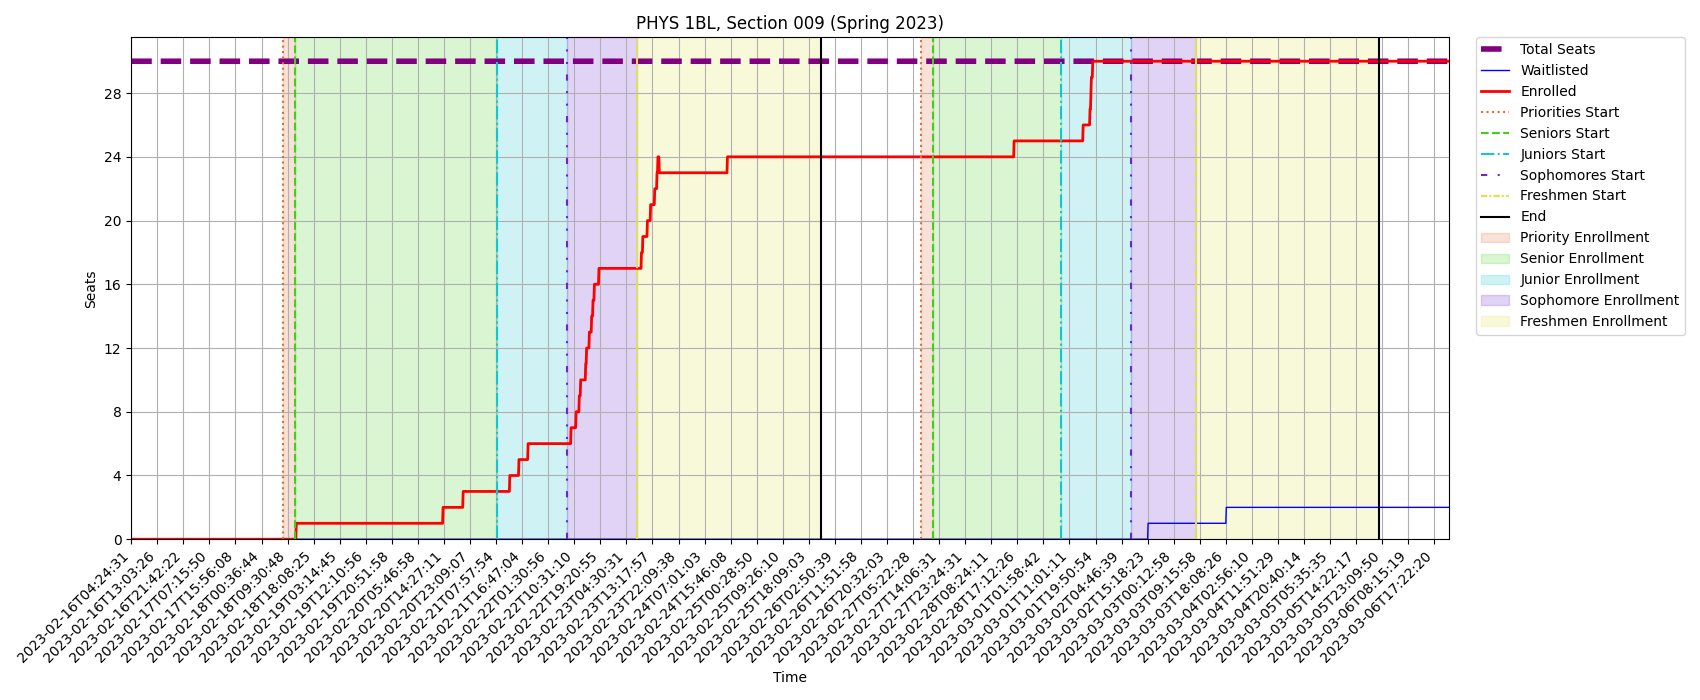 PHYS 1BL, Section 009 (Spring 2023)
Total Seats
Waitlisted
Enrolled
Priorities Start
Seniors Start
Juniors Start
Sophomores Start
Freshmen Start
End
Priority Enrollment
Senior Enrollment
Junior Enrollment
Sophomore Enrollment
Freshmen Enrollment
Seats
28
24
20
16
12
8
4
0
2023-02-16T04:24:31
2023-02-16T13:03:26
2023-02-16T21:42:22
2023-02-17T07:15:50
2023-02-17T15:56:08
2023-02-18T00:36:44
2023-02-18T09:30:48
2023-02-18T18:08:25
2023-02-19T03:14:45
2023-02-19T12:10:56
2023-02-19T20:51:58
2023-02-20T05:46:58
2023-02-20T14:27:11
2023-02-20T23:09:07
2023-02-21T07:57:54
2023-02-21T16:47:04
2023-02-22T01:30:56
2023-02-22T10:31:10
2023-02-22T19:20:55
2023-02-23T04:30:31
2023-02-23T13:17:57
2023-02-23T22:09:38
2023-02-24T07:01:03
2023-02-24T15:46:08
2023-02-25T00:28:50
2023-02-25T09:26:10
2023-02-25T18:09:03
2023-02-26T02:50:39
2023-02-26T11:51:58
2023-02-26T20:32:03
2023-02-27T05:22:28
2023-02-27T14:06:31
2023-02-27T23:24:31
2023-02-28T08:24:11
2023-02-28T17:12:26
2023-03-01T01:58:42
2023-03-01T11:01:11
2023-03-01T19:50:54
2023-03-02T04:46:39
2023-03-02T15:18:23
2023-03-03T00:12:58
2023-03-03T09:15:58
2023-03-03T18:08:26
2023-03-04T02:56:10
2023-03-04T11:51:29
2023-03-04T20:40:14
2023-03-05T05:35:35
2023-03-05T14:22:17
2023-03-05T23:09:50
2023-03-06T08:15:19
2023-03-06T17:22:20
Time